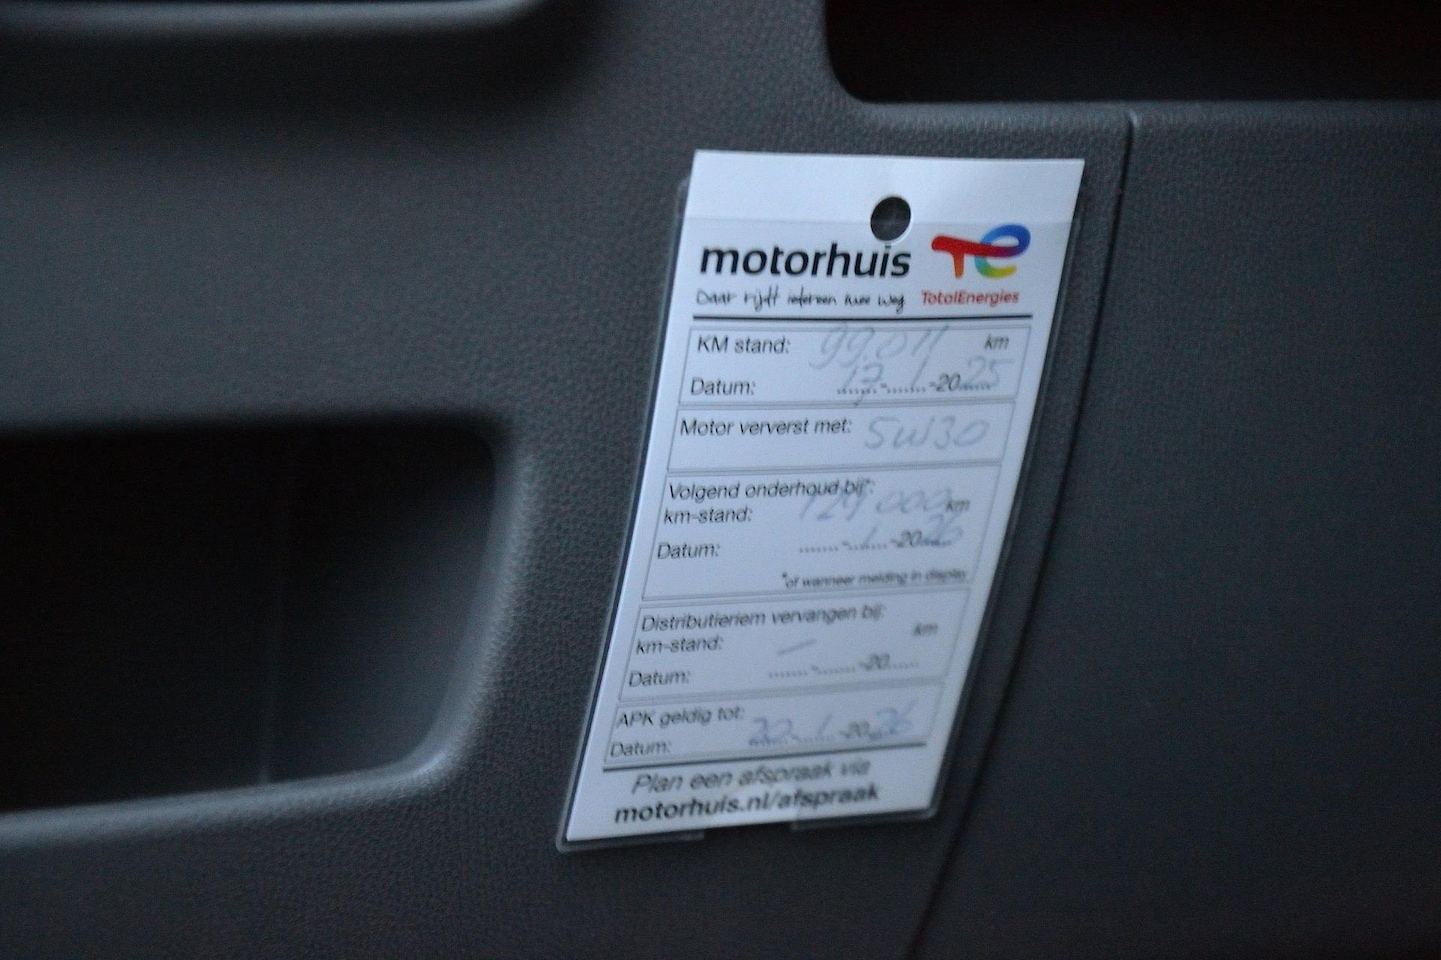 motorhuis
Daar rijdt iedereen mee weg
TotalEnergies
KM stand: 99.011 km
Datum: 17-1-2025
Motor ververst met: 5W30
Volgend onderhoud bij*:
km-stand: 129 000 km
Datum: .......-1-2026
*of wanneer melding in display
Distributieriem vervangen bij:
km-stand: — km
Datum: .......-.......-20......
APK geldig tot:
Datum: 20-1-2026
Plan een afspraak via
motorhuis.nl/afspraak